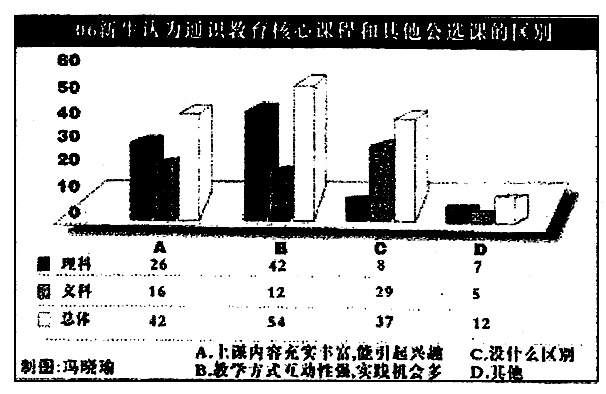 06新生认为通识教育核心课程和其他公选课的区别
60
50
40
30
20
10
0
A B C D
理科 26 42 8 7
文科 16 12 29 5
总体 42 54 37 12
A.上课内容充实丰富,能引起兴趣 C.没什么区别
制图:冯晓瑜 B.教学方式互动性强,实践机会多 D.其他